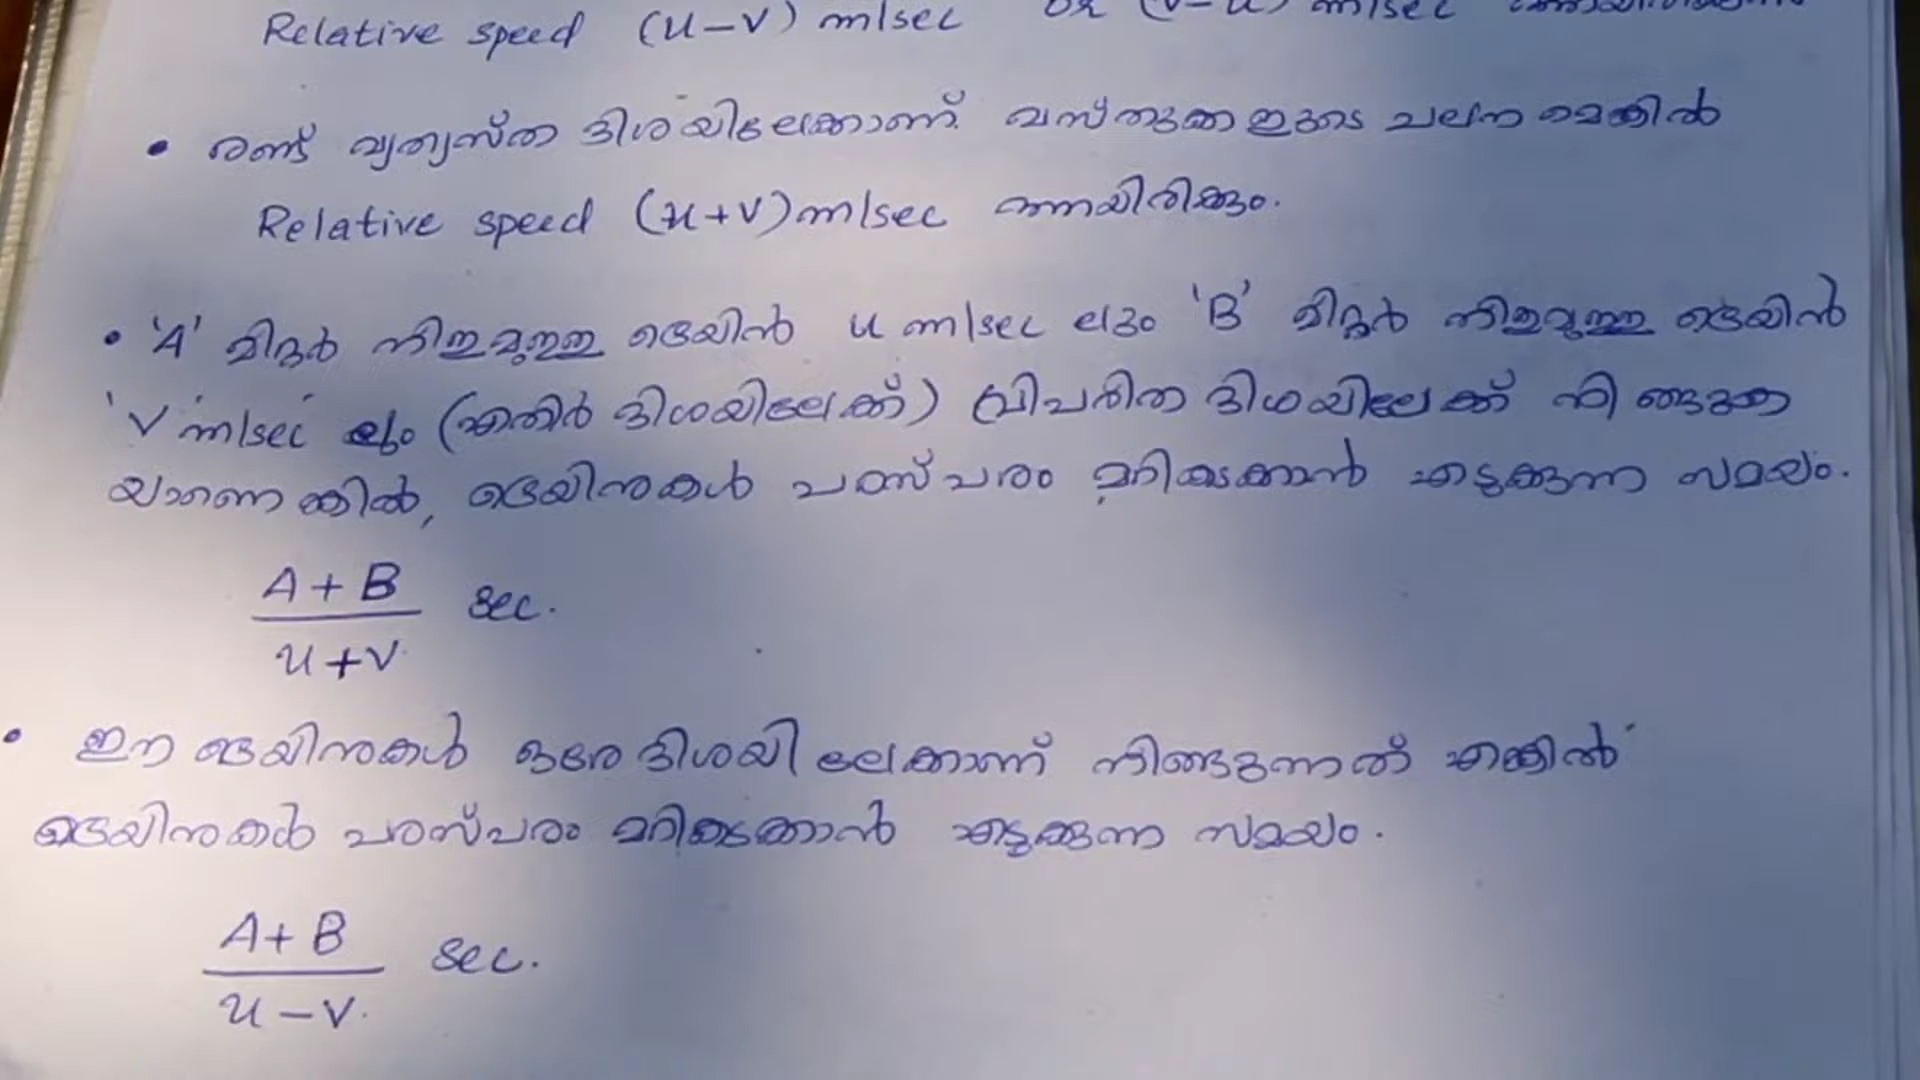 Relative speed (u-v) m/sec or (v-u) m/sec
• രണ്ട് വ്യത്യസ്ത ദിശയിലേക്കാണ് വസ്തുക്കളുടെ ചലനമെങ്കിൽ
Relative speed (u+v) m/sec ആയിരിക്കും.
• 'A' മീറ്റർ നീളമുള്ള ട്രെയിൻ u m/sec ലും 'B' മീറ്റർ നീളമുള്ള ട്രെയിൻ
'v m/sec' ലും (എതിർ ദിശയിലേക്ക്) വിപരീത ദിശയിലേക്ക് നീങ്ങുക
യാണെങ്കിൽ, ട്രെയിനുകൾ പരസ്പരം മറികടക്കാൻ എടുക്കുന്ന സമയം.
A+B
sec.
u+v
• ഈ ട്രെയിനുകൾ ഒരേ ദിശയിലേക്കാണ് നീങ്ങുന്നത് എങ്കിൽ
ട്രെയിനുകൾ പരസ്പരം മറികടക്കാൻ എടുക്കുന്ന സമയം.
A+B
sec.
u-v.